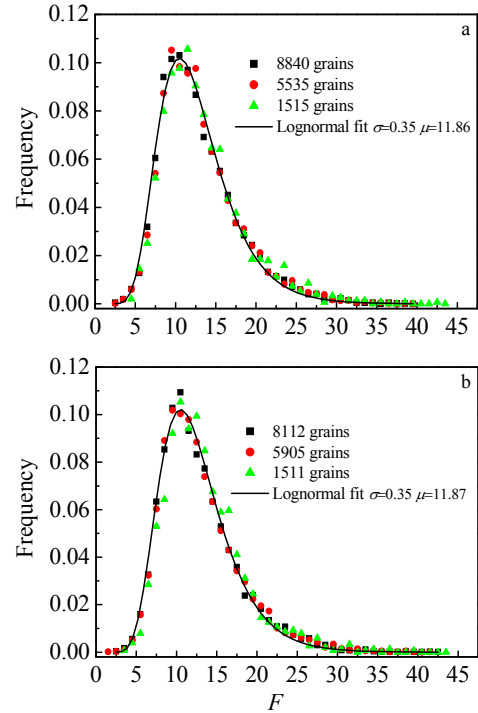 a
0.12
0.10
0.08
0.06
0.04
0.02
0.00
Frequency
8840 grains
5535 grains
1515 grains
Lognormal fit σ=0.35 μ=11.86
0 5 10 15 20 25 30 35 40 45
b
0.12
0.10
0.08
0.06
0.04
0.02
0.00
Frequency
8112 grains
5905 grains
1511 grains
Lognormal fit σ=0.35 μ=11.87
0 5 10 15 20 25 30 35 40 45
F